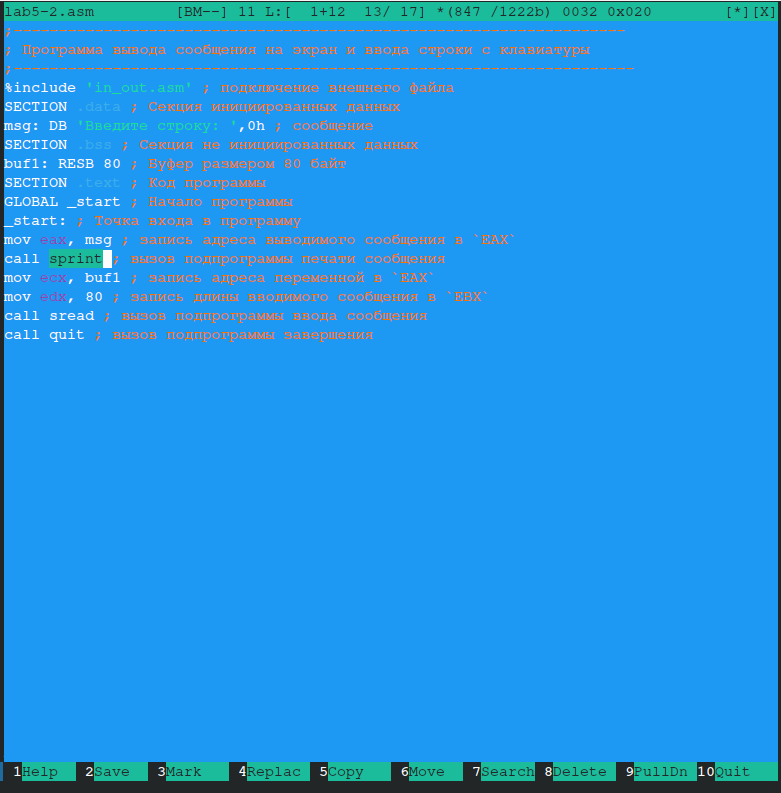 lab5-2.asm [BM--] 11 L:[ 1+12 13/ 17] *(847 /1222b) 0032 0x020 [*][X]
;--------------------------------------------------------------------
; Программа вывода сообщения на экран и ввода строки с клавиатуры
;---------------------------------------------------------------------
%include 'in_out.asm' ; подключение внешнего файла
SECTION .data ; Секция инициированных данных
msg: DB 'Введите строку: ',0h ; сообщение
SECTION .bss ; Секция не инициированных данных
buf1: RESB 80 ; Буфер размером 80 байт
SECTION .text ; Код программы
GLOBAL _start ; Начало программы
_start: ; Точка входа в программу
mov eax, msg ; запись адреса выводимого сообщения в `EAX`
call sprint ; вызов подпрограммы печати сообщения
mov ecx, buf1 ; запись адреса переменной в `EAX`
mov edx, 80 ; запись длины вводимого сообщения в `EBX`
call sread ; вызов подпрограммы ввода сообщения
call quit ; вызов подпрограммы завершения
1Help 2Save 3Mark 4Replac 5Copy 6Move 7Search 8Delete 9PullDn 10Quit